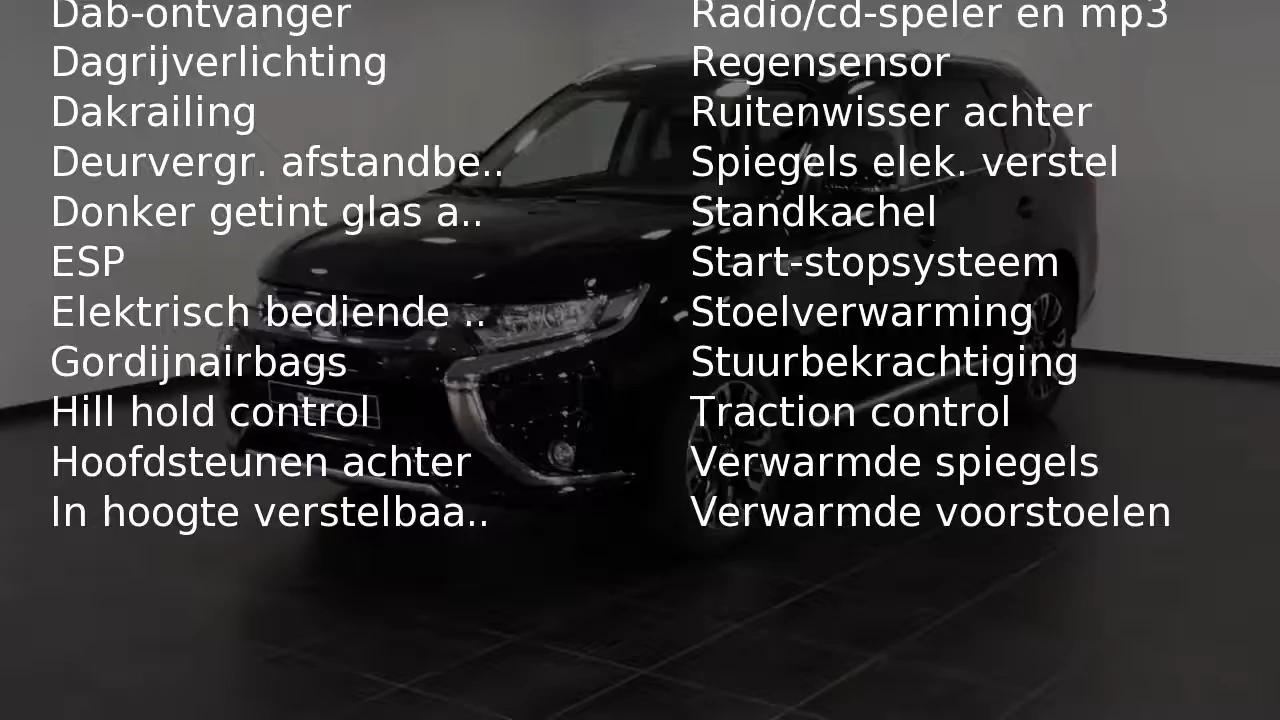 Dab-ontvanger
Dagrijverlichting
Dakrailing
Deurvergr. afstandbe..
Donker getint glas a..
ESP
Elektrisch bediende ..
Gordijnairbags
Hill hold control
Hoofdsteunen achter
In hoogte verstelbaa..
Radio/cd-speler en mp3
Regensensor
Ruitenwisser achter
Spiegels elek. verstel
Standkachel
Start-stopsysteem
Stoelverwarming
Stuurbekrachtiging
Traction control
Verwarmde spiegels
Verwarmde voorstoelen